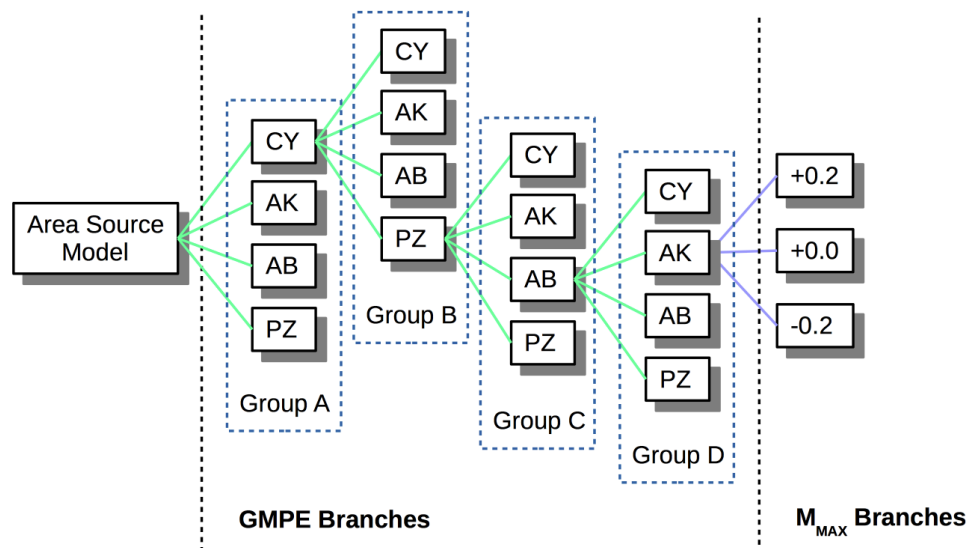 Area Source
Model
CY
AK
AB
PZ
Group A
CY
AK
AB
PZ
Group B
CY
AK
AB
PZ
Group C
CY
AK
AB
PZ
Group D
+0.2
+0.0
-0.2
GMPE Branches
MMAX Branches